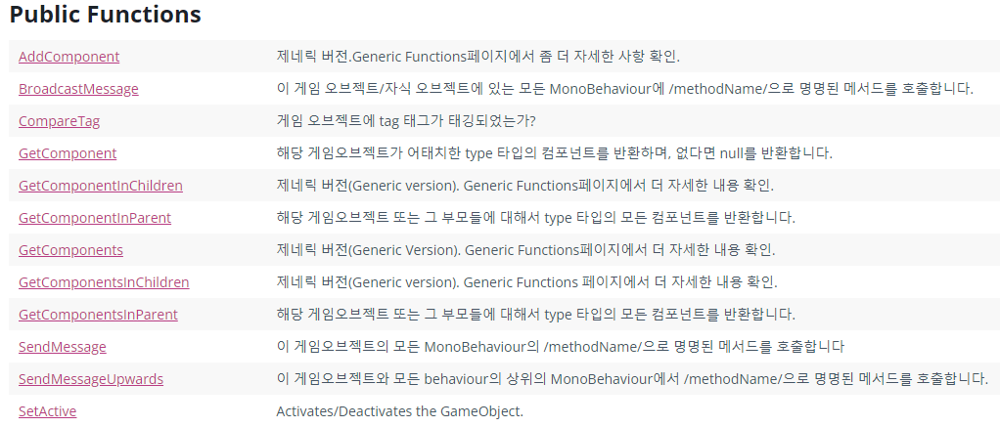 Public Functions
AddComponent 제네릭 버전.Generic Functions페이지에서 좀 더 자세한 사항 확인.
BroadcastMessage 이 게임 오브젝트/자식 오브젝트에 있는 모든 MonoBehaviour에 /methodName/으로 명명된 메서드를 호출합니다.
CompareTag 게임 오브젝트에 tag 태그가 태깅되었는가?
GetComponent 해당 게임오브젝트가 어태치한 type 타입의 컴포넌트를 반환하며, 없다면 null를 반환합니다.
GetComponentInChildren 제네릭 버전(Generic version). Generic Functions페이지에서 더 자세한 내용 확인.
GetComponentInParent 해당 게임오브젝트 또는 그 부모들에 대해서 type 타입의 모든 컴포넌트를 반환합니다.
GetComponents 제네릭 버전(Generic Version). Generic Functions페이지에서 더 자세한 내용 확인.
GetComponentsInChildren 제네릭 버전(Generic version). Generic Functions 페이지에서 더 자세한 내용 확인.
GetComponentsInParent 해당 게임오브젝트 또는 그 부모들에 대해서 type 타입의 모든 컴포넌트를 반환합니다.
SendMessage 이 게임오브젝트의 모든 MonoBehaviour의 /methodName/으로 명명된 메서드를 호출합니다
SendMessageUpwards 이 게임오브젝트와 모든 behaviour의 상위의 MonoBehaviour에서 /methodName/으로 명명된 메서드를 호출합니다.
SetActive Activates/Deactivates the GameObject.